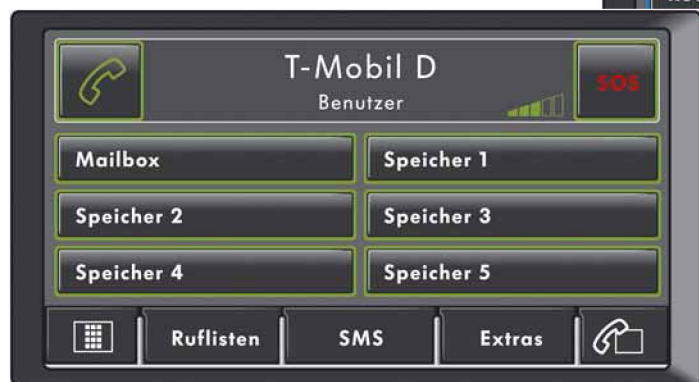 T-Mobil D
SOS
Benutzer
Mailbox
Speicher 1
Speicher 2
Speicher 3
Speicher 4
Speicher 5
Ruflisten
SMS
Extras